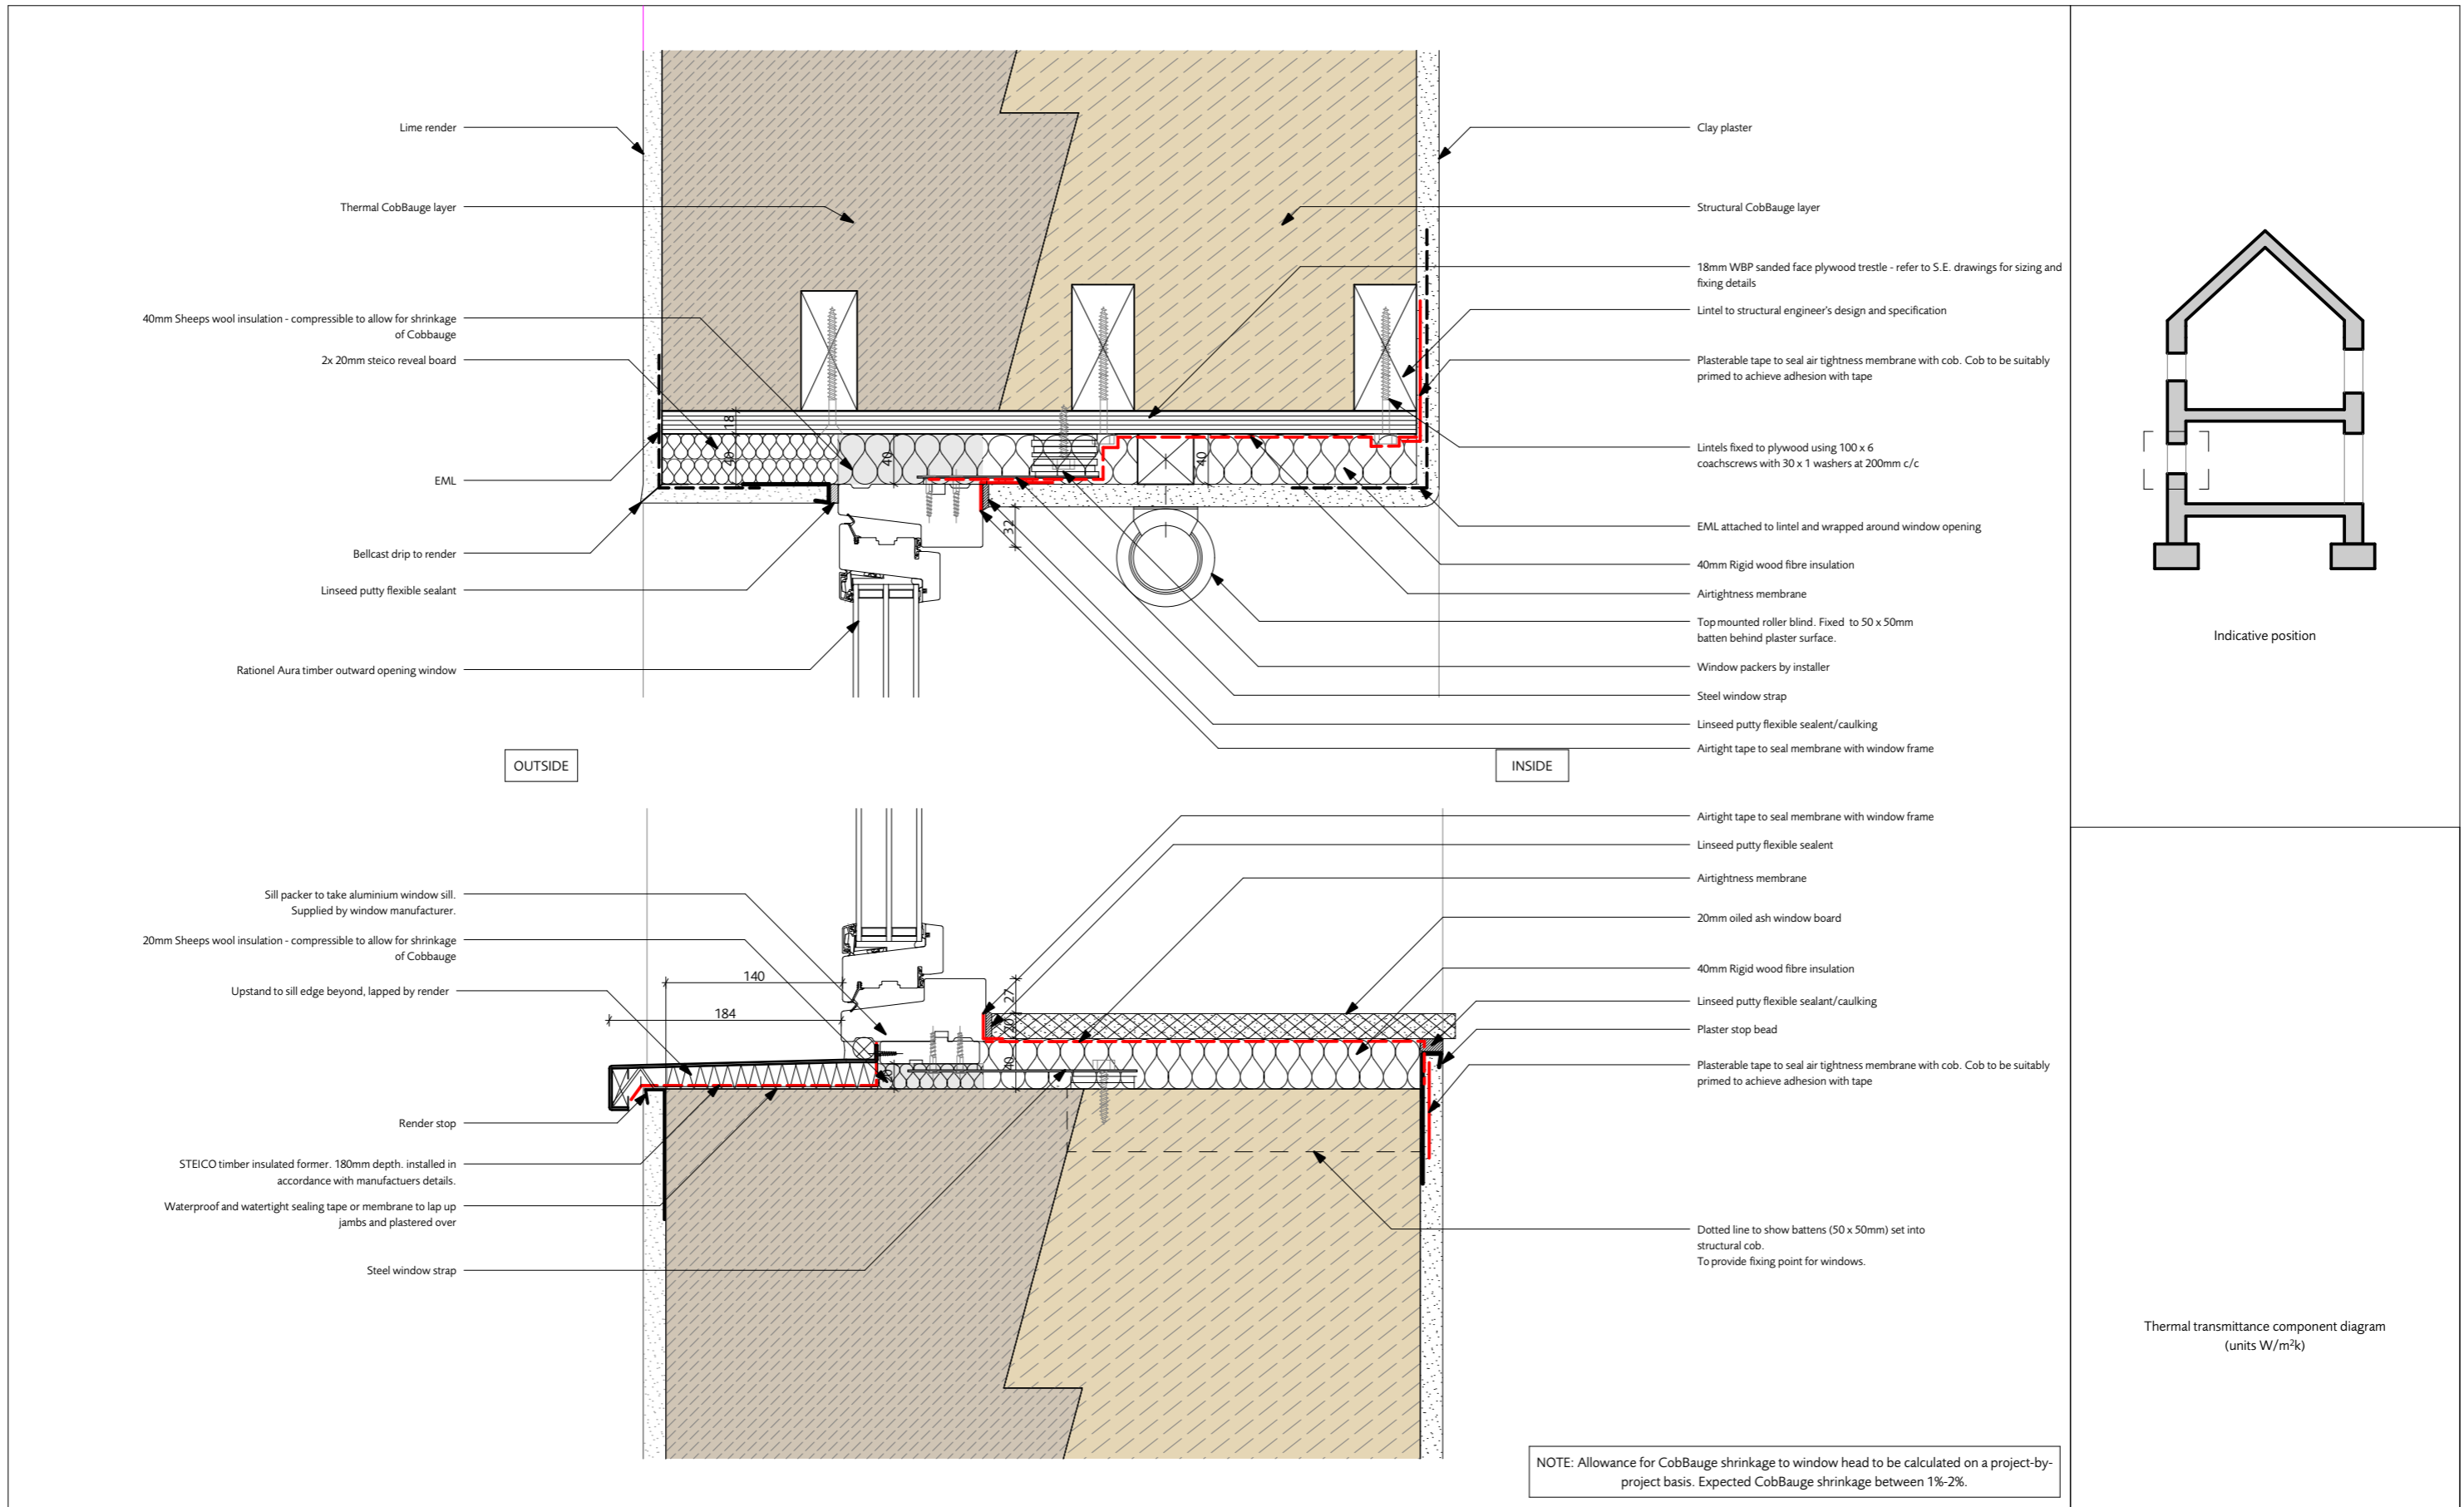 Lime render
Thermal CobBauge layer
40mm Sheeps wool insulation - compressible to allow for shrinkage
of Cobbauge
2x 20mm steico reveal board
EML
Bellcast drip to render
Linseed putty flexible sealant
Rationel Aura timber outward opening window
18
40
40
40
32
Clay plaster
Structural CobBauge layer
18mm WBP sanded face plywood trestle - refer to S.E. drawings for sizing and
fixing details
Lintel to structural engineer's design and specification
Plasterable tape to seal air tightness membrane with cob. Cob to be suitably
primed to achieve adhesion with tape
Lintels fixed to plywood using 100 x 6
coachscrews with 30 x 1 washers at 200mm c/c
EML attached to lintel and wrapped around window opening
40mm Rigid wood fibre insulation
Airtightness membrane
Top mounted roller blind. Fixed to 50 x 50mm
batten behind plaster surface.
Window packers by installer
Steel window strap
Linseed putty flexible sealent/caulking
Airtight tape to seal membrane with window frame
OUTSIDE
INSIDE
Sill packer to take aluminium window sill.
Supplied by window manufacturer.
20mm Sheeps wool insulation - compressible to allow for shrinkage
of Cobbauge
Upstand to sill edge beyond, lapped by render
Render stop
STEICO timber insulated former. 180mm depth. installed in
accordance with manufactuers details.
Waterproof and watertight sealing tape or membrane to lap up
jambs and plastered over
Steel window strap
140
184
27
20
40
20
Airtight tape to seal membrane with window frame
Linseed putty flexible sealent
Airtightness membrane
20mm oiled ash window board
40mm Rigid wood fibre insulation
Linseed putty flexible sealant/caulking
Plaster stop bead
Plasterable tape to seal air tightness membrane with cob. Cob to be suitably
primed to achieve adhesion with tape
Dotted line to show battens (50 x 50mm) set into
structural cob.
To provide fixing point for windows.
NOTE: Allowance for CobBauge shrinkage to window head to be calculated on a project-by-
project basis. Expected CobBauge shrinkage between 1%-2%.
Indicative position
Thermal transmittance component diagram
(units W/m²k)